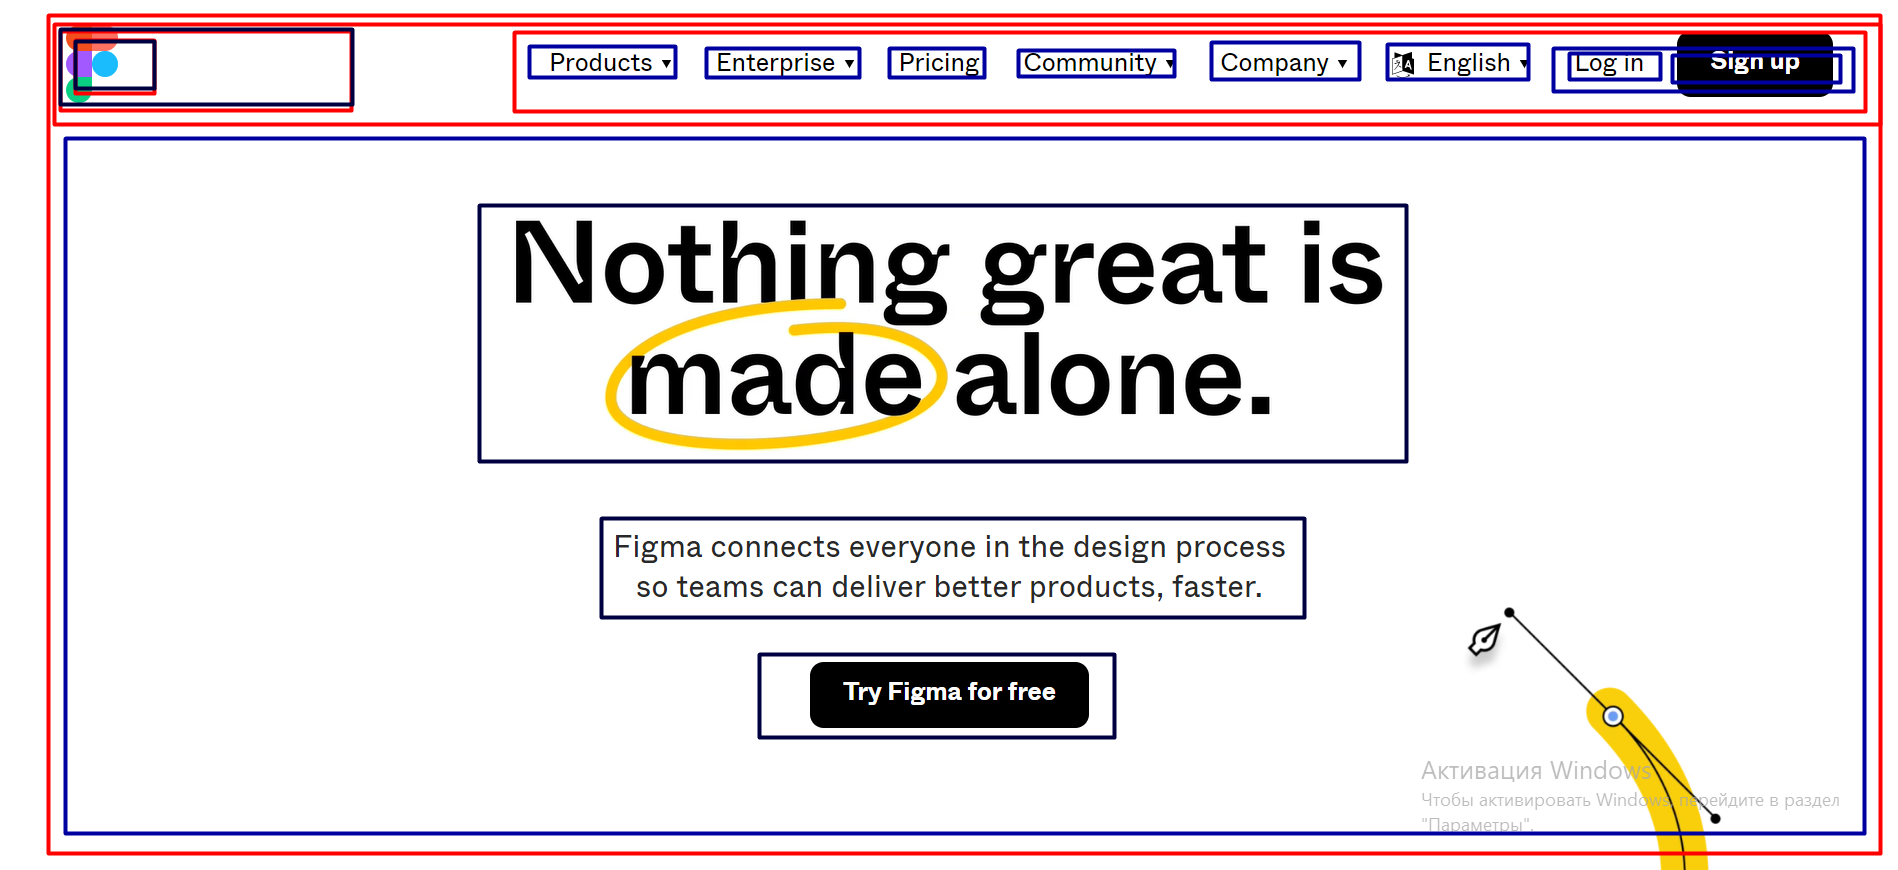 Products ▾ Enterprise ▾ Pricing Community ▾ Company ▾ English ▾ Log in Sign up
Nothing great is
made alone.
Figma connects everyone in the design process
so teams can deliver better products, faster.
Try Figma for free
Активация Windows
Чтобы активировать Windows, перейдите в раздел
"Параметры".